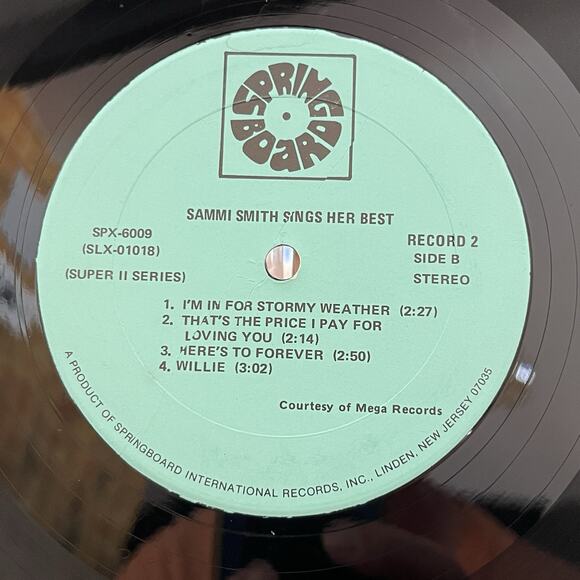 SPRING
BOARD
SAMMI SMITH SINGS HER BEST
SPX-6009
(SLX-01018)
(SUPER II SERIES)
RECORD 2
SIDE B
STEREO
1. I'M IN FOR STORMY WEATHER (2:27)
2. THAT'S THE PRICE I PAY FOR
LOVING YOU (2:14)
3. HERE'S TO FOREVER (2:50)
4. WILLIE (3:02)
Courtesy of Mega Records
A PRODUCT OF SPRINGBOARD INTERNATIONAL RECORDS, INC., LINDEN, NEW JERSEY 07035